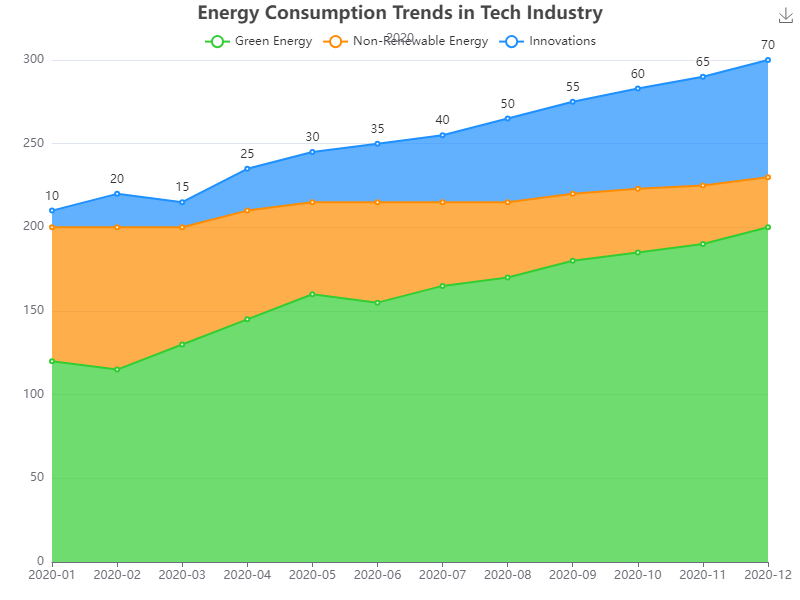 Energy Consumption Trends in Tech Industry
2020
Green Energy Non-Renewable Energy Innovations
300
250
200
150
100
50
0
10 20 15 25 30 35 40 50 55 60 65 70
2020-01 2020-02 2020-03 2020-04 2020-05 2020-06 2020-07 2020-08 2020-09 2020-10 2020-11 2020-12